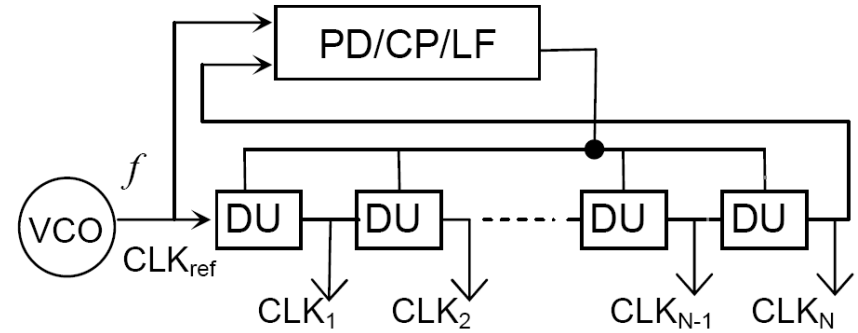 PD/CP/LF
f
VCO
DU DU DU DU
CLKref
CLK1 CLK2 CLKN-1 CLKN